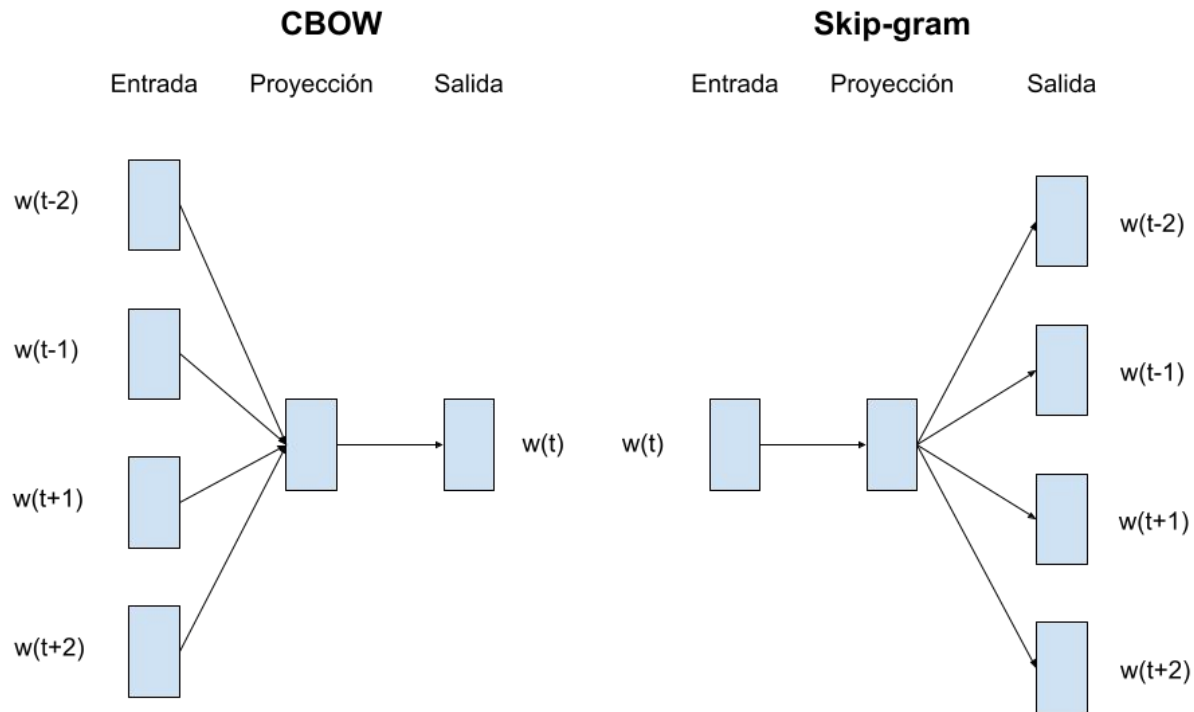 CBOW
Entrada Proyección Salida
w(t-2)
w(t-1)
w(t+1)
w(t+2)
w(t)
Skip-gram
Entrada Proyección Salida
w(t)
w(t-2)
w(t-1)
w(t+1)
w(t+2)